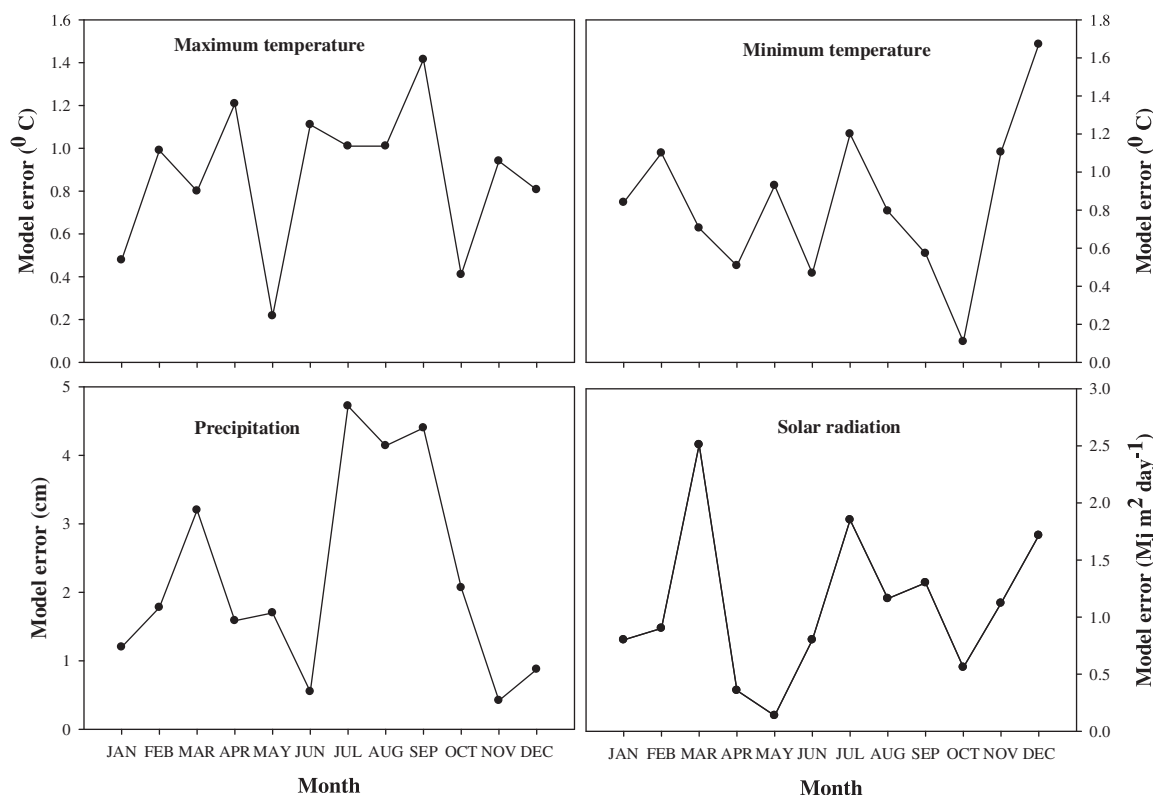 Maximum temperature
Model error (⁰ C)
1.6
1.4
1.2
1.0
0.8
0.6
0.4
0.2
0.0
Minimum temperature
Model error (⁰ C)
1.8
1.6
1.4
1.2
1.0
0.8
0.6
0.4
0.2
0.0
Precipitation
Model error (cm)
5
4
3
2
1
0
JAN FEB MAR APR MAY JUN JUL AUG SEP OCT NOV DEC
Month
Solar radiation
Model error (Mj m² day⁻¹)
3.0
2.5
2.0
1.5
1.0
0.5
0.0
JAN FEB MAR APR MAY JUN JUL AUG SEP OCT NOV DEC
Month